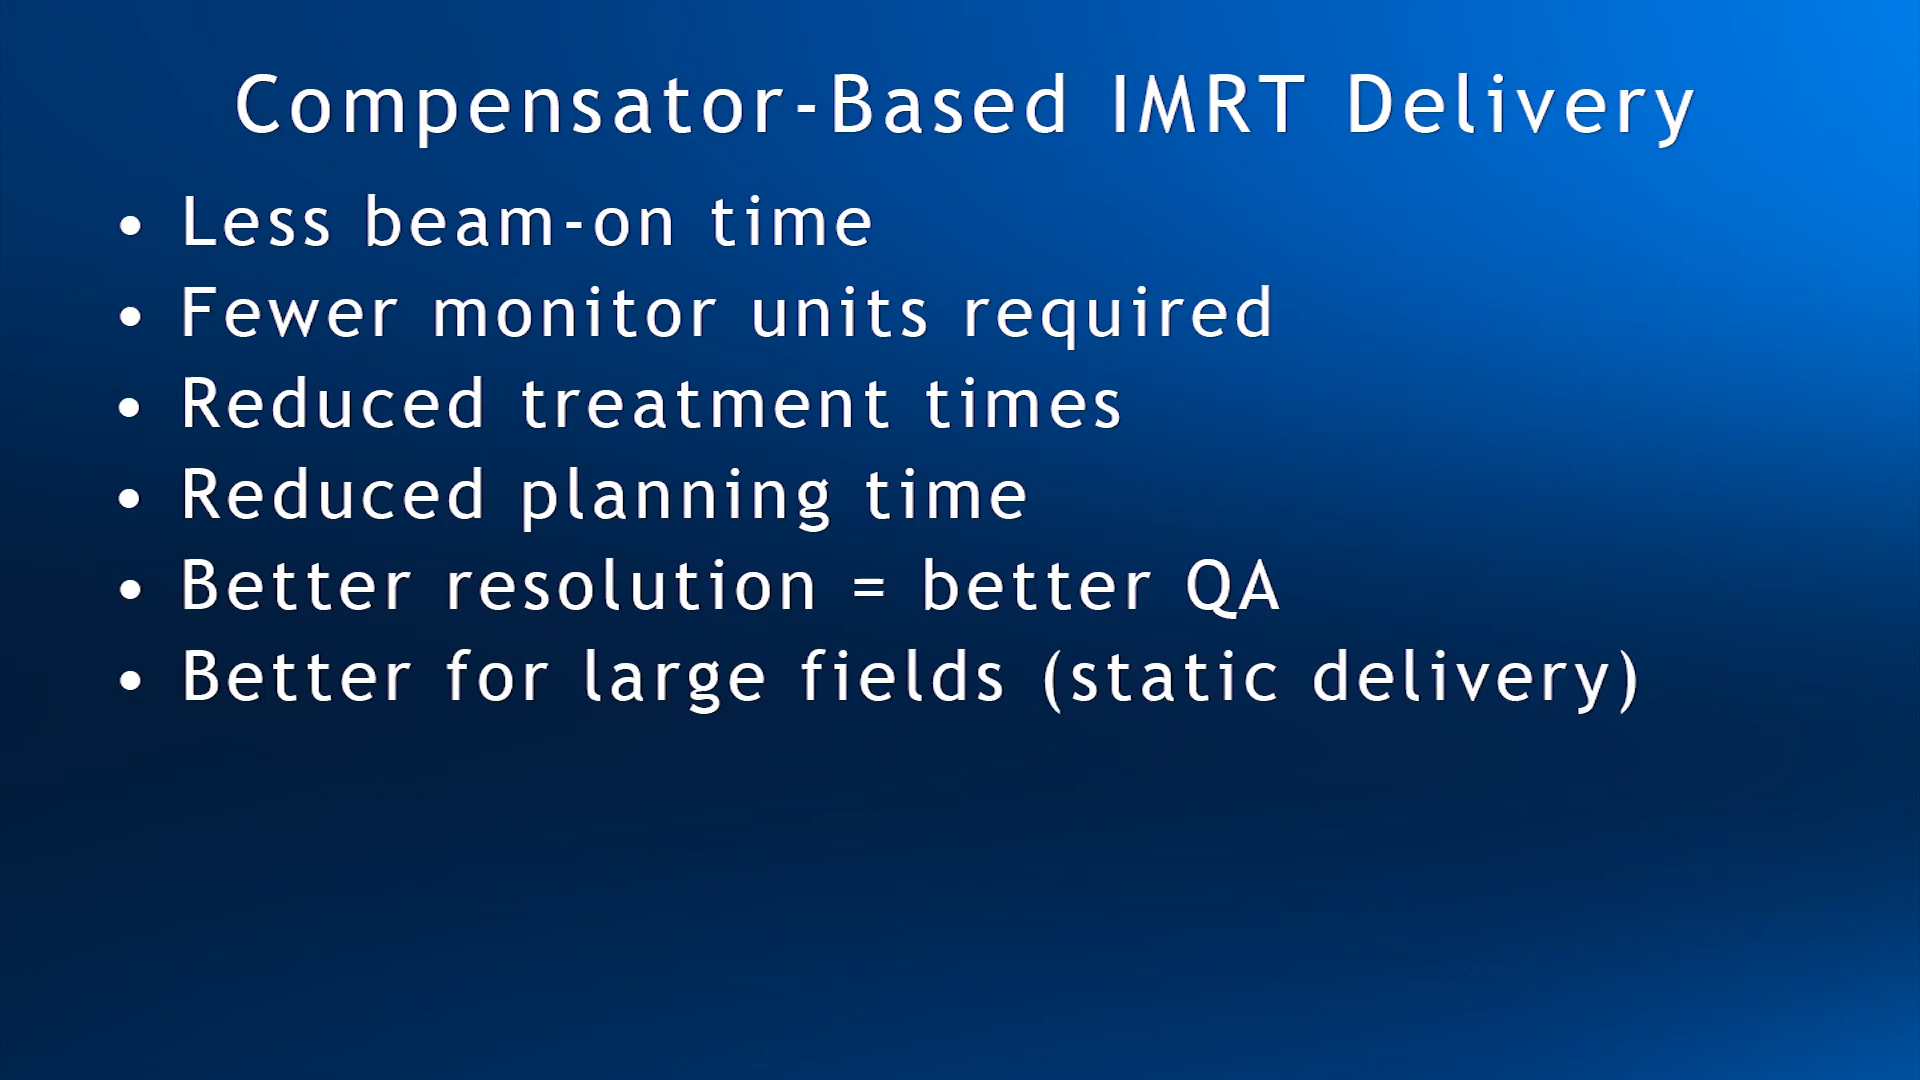 Compensator-Based IMRT Delivery
• Less beam-on time
• Fewer monitor units required
• Reduced treatment times
• Reduced planning time
• Better resolution = better QA
• Better for large fields (static delivery)